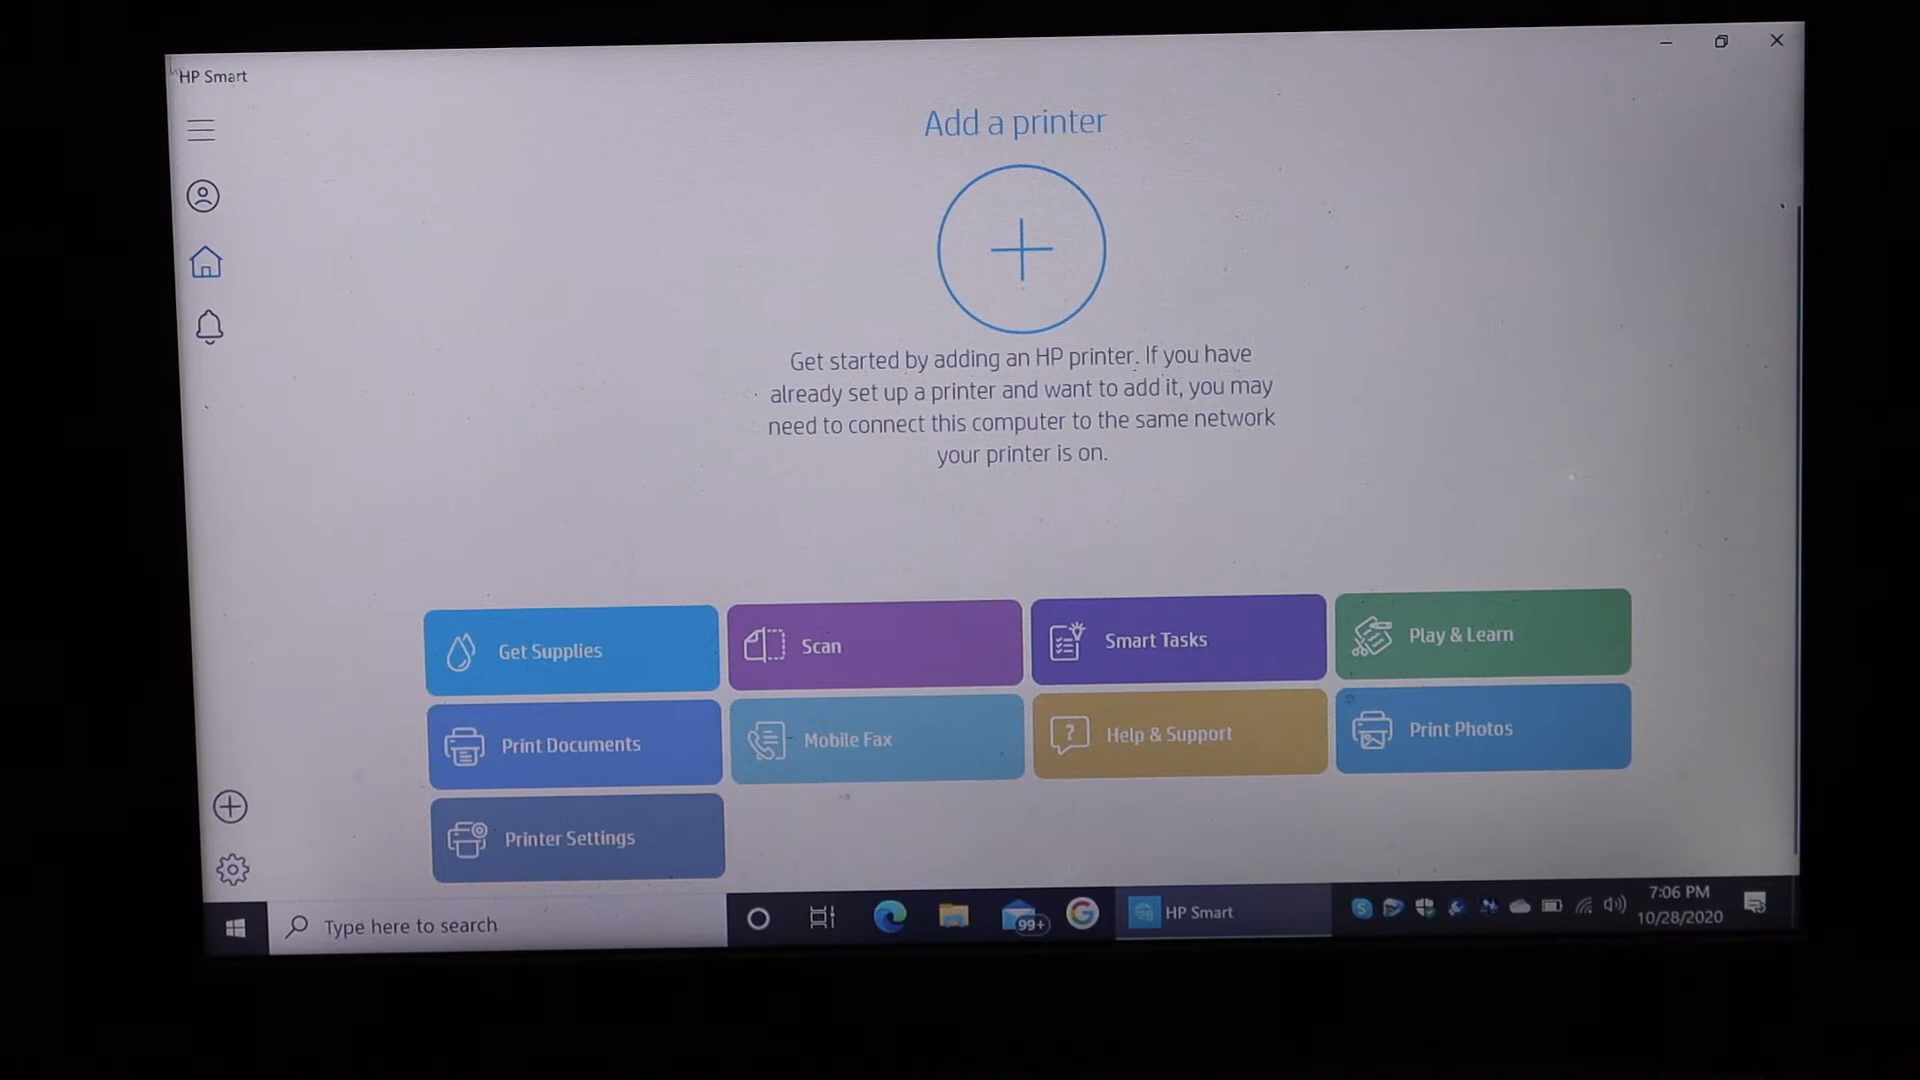 HP Smart
Add a printer
Get started by adding an HP printer. If you have
already set up a printer and want to add it, you may
need to connect this computer to the same network
your printer is on.
Get Supplies
Scan
Smart Tasks
Play & Learn
Print Documents
Mobile Fax
Help & Support
Print Photos
Printer Settings
Type here to search
99+
HP Smart
7:06 PM
10/28/2020